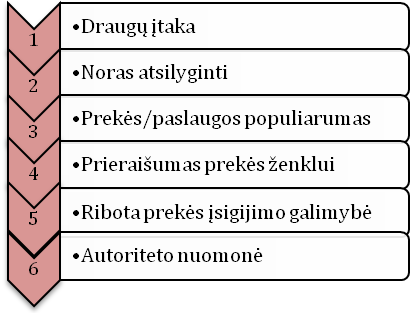 1 •Draugų įtaka
2 •Noras atsilyginti
3 •Prekės/paslaugos populiarumas
4 •Prieraišumas prekės ženklui
5 •Ribota prekės įsigijimo galimybė
6 •Autoriteto nuomonė